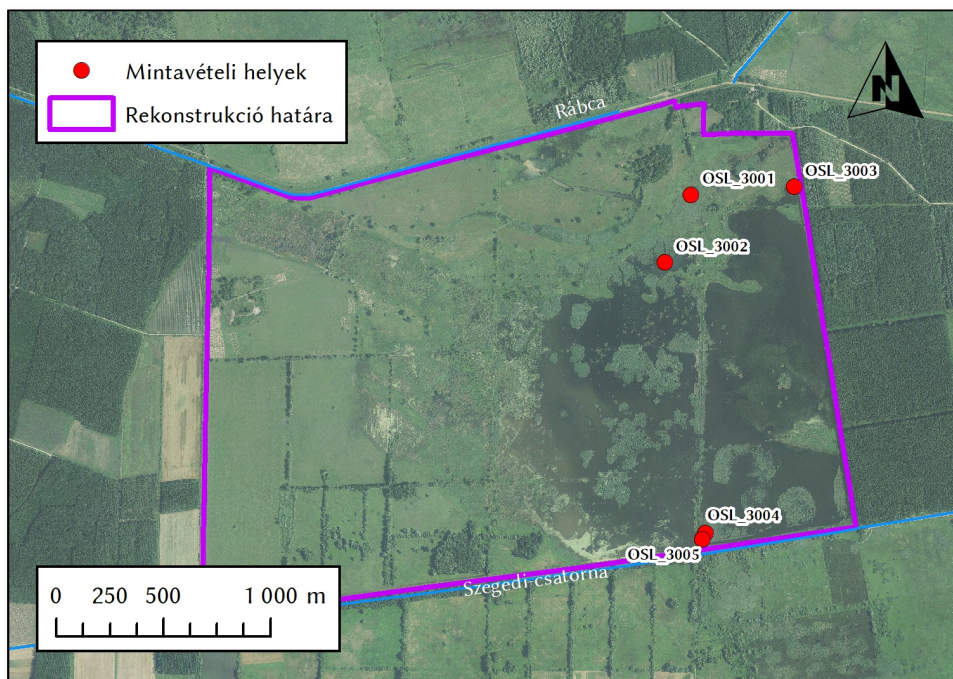 Mintavételi helyek
Rekonstrukció határa
Rábca
N
OSL_3001
OSL_3003
OSL_3002
OSL_3004
OSL_3005
Szegedi-csatorna
0 250 500 1 000 m